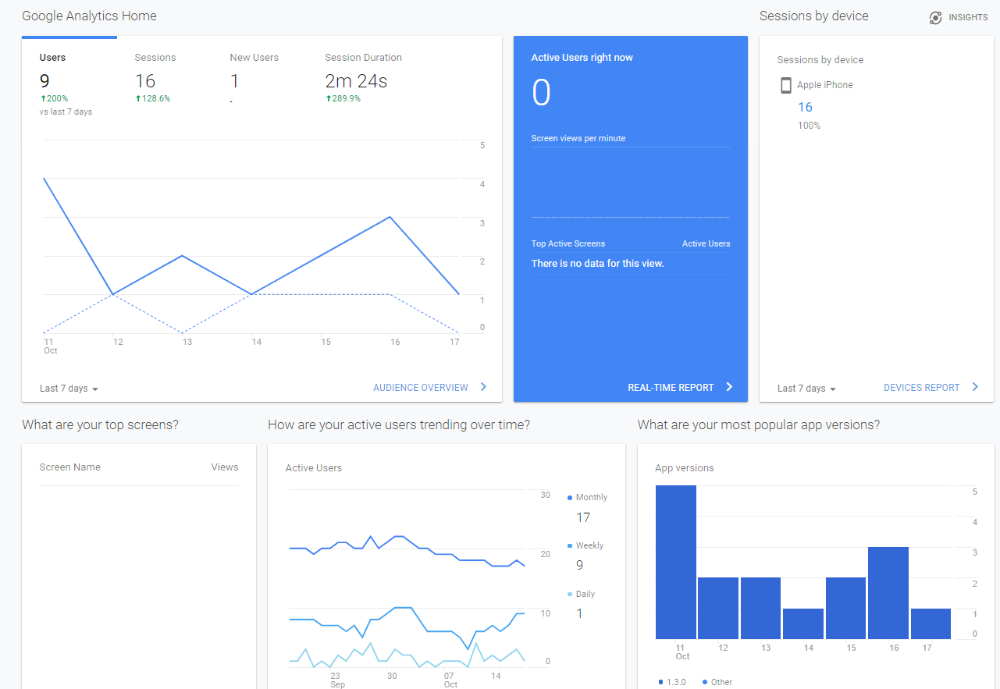 Google Analytics Home
Sessions by device
INSIGHTS
Users
Sessions
New Users
Session Duration
9
16
1
2m 24s
200%
128.6%
-
289.9%
vs last 7 days
5
4
3
2
1
0
11
Oct
12
13
14
15
16
17
Last 7 days
AUDIENCE OVERVIEW
Active Users right now
0
Screen views per minute
Top Active Screens
Active Users
There is no data for this view.
REAL-TIME REPORT
Sessions by device
Apple iPhone
16
100%
Last 7 days
DEVICES REPORT
What are your top screens?
Screen Name
Views
How are your active users trending over time?
Active Users
30
20
10
0
23
Sep
30
07
Oct
14
Monthly
17
Weekly
9
Daily
1
What are your most popular app versions?
App versions
5
4
3
2
1
0
11
Oct
12
13
14
15
16
17
1.3.0
Other